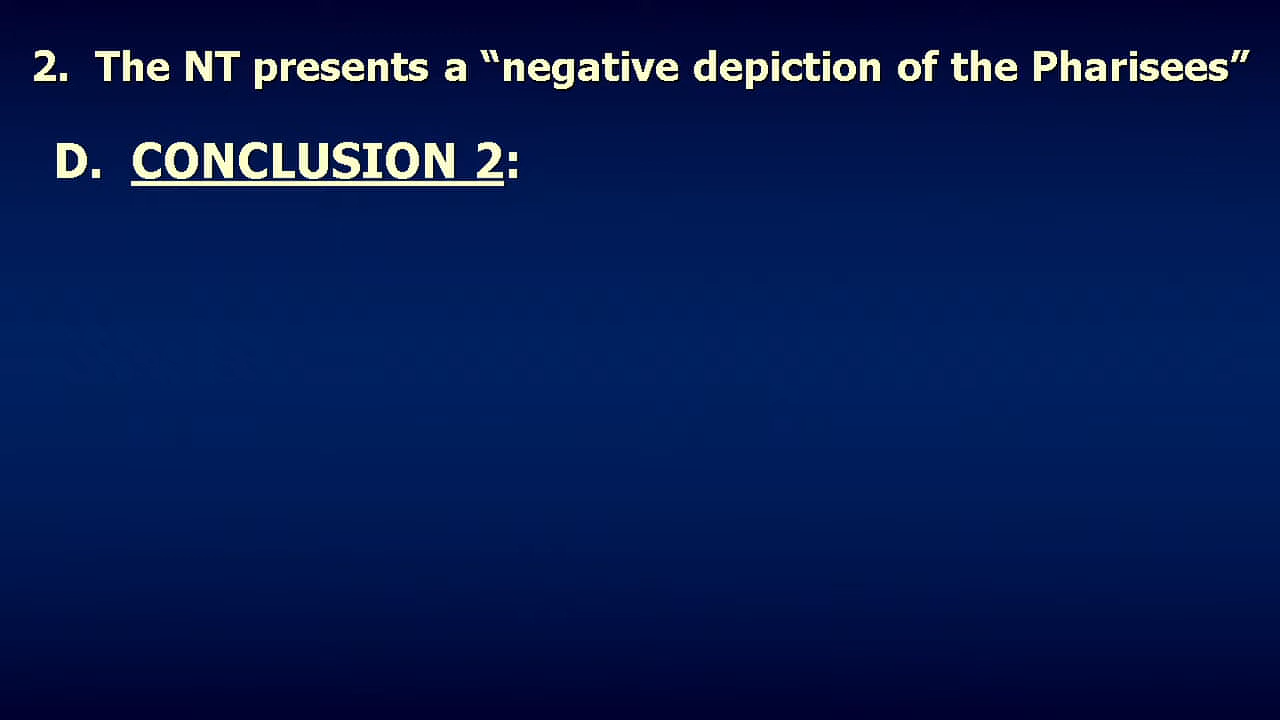 2. The NT presents a “negative depiction of the Pharisees”
D. CONCLUSION 2: